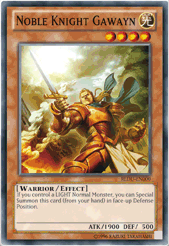 NOBLE KNIGHT GAWAYN
[WARRIOR/EFFECT]
If you control a LIGHT Normal Monster, you can Special
Summon this card (from your hand) in face-up Defense
Position.
ATK/1900 DEF/ 500